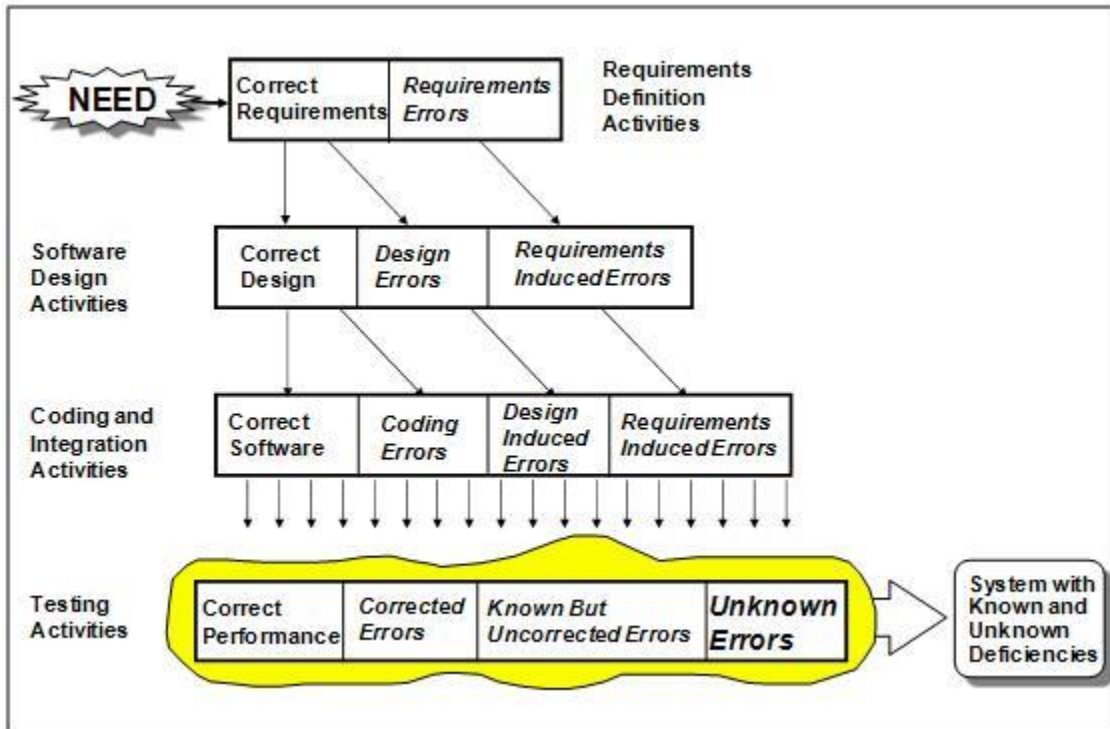 NEED
Correct
Requirements
Requirements
Errors
Requirements
Definition
Activities
Software
Design
Activities
Correct
Design
Design
Errors
Requirements
Induced Errors
Coding and
Integration
Activities
Correct
Software
Coding
Errors
Design
Induced
Errors
Requirements
Induced Errors
Testing
Activities
Correct
Performance
Corrected
Errors
Known But
Uncorrected Errors
Unknown
Errors
System with
Known and
Unknown
Deficiencies